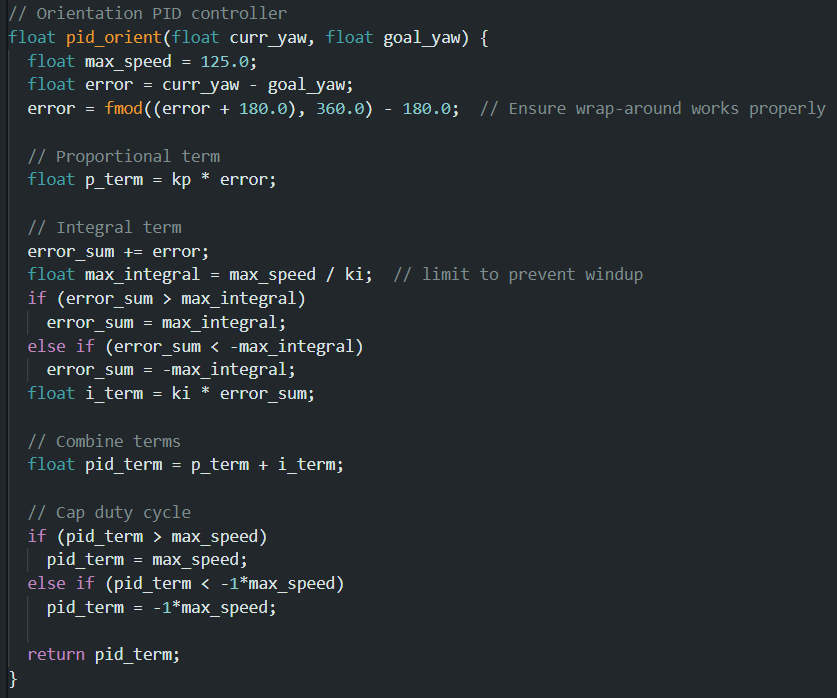 // Orientation PID controller
float pid_orient(float curr_yaw, float goal_yaw) {
  float max_speed = 125.0;
  float error = curr_yaw - goal_yaw;
  error = fmod((error + 180.0), 360.0) - 180.0;  // Ensure wrap-around works properly

  // Proportional term
  float p_term = kp * error;

  // Integral term
  error_sum += error;
  float max_integral = max_speed / ki;  // limit to prevent windup
  if (error_sum > max_integral)
    error_sum = max_integral;
  else if (error_sum < -max_integral)
    error_sum = -max_integral;
  float i_term = ki * error_sum;

  // Combine terms
  float pid_term = p_term + i_term;

  // Cap duty cycle
  if (pid_term > max_speed)
    pid_term = max_speed;
  else if (pid_term < -1*max_speed)
    pid_term = -1*max_speed;

  return pid_term;
}